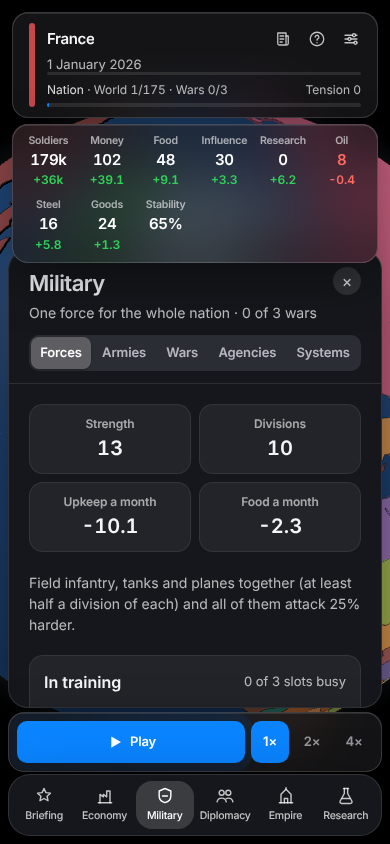 France
1 January 2026
Nation · World 1/175 · Wars 0/3 Tension 0
Soldiers Money Food Influence Research Oil
179k 102 48 30 0 8
+36k +39.1 +9.1 +3.3 +6.2 -0.4
Steel Goods Stability
16 24 65%
+5.8 +1.3
Military
One force for the whole nation · 0 of 3 wars
Forces Armies Wars Agencies Systems
Strength Divisions
13 10
Upkeep a month Food a month
-10.1 -2.3
Field infantry, tanks and planes together (at least
half a division of each) and all of them attack 25%
harder.
In training 0 of 3 slots busy
Play 1× 2× 4×
Briefing Economy Military Diplomacy Empire Research